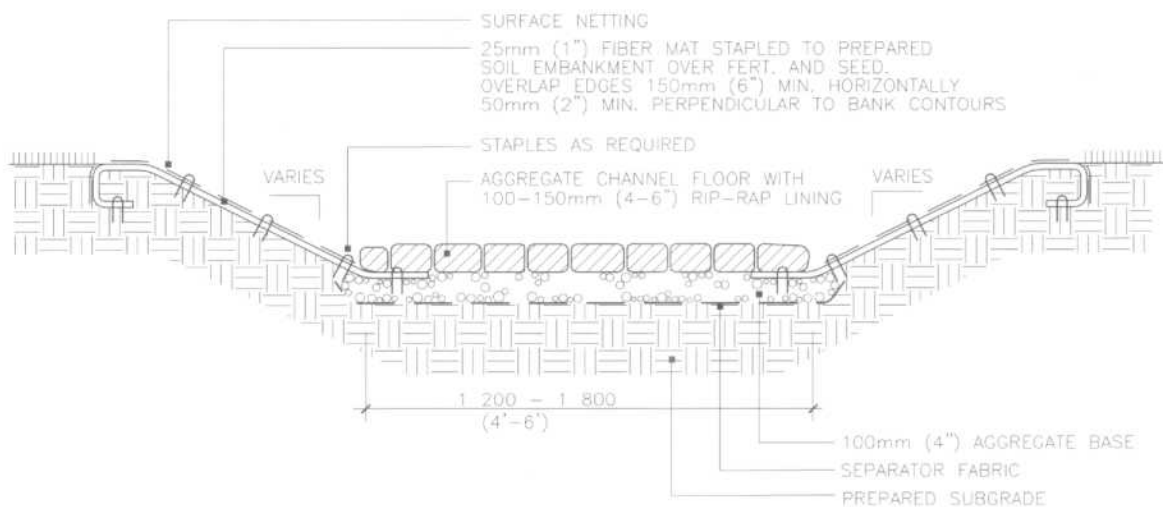 SURFACE NETTING
25mm (1") FIBER MAT STAPLED TO PREPARED
SOIL EMBANKMENT OVER FERT. AND SEED.
OVERLAP EDGES 150mm (6") MIN. HORIZONTALLY
50mm (2") MIN. PERPENDICULAR TO BANK CONTOURS
STAPLES AS REQUIRED
VARIES
AGGREGATE CHANNEL FLOOR WITH
100-150mm (4-6") RIP-RAP LINING
VARIES
1 200 - 1 800
(4'-6')
100mm (4") AGGREGATE BASE
SEPARATOR FABRIC
PREPARED SUBGRADE